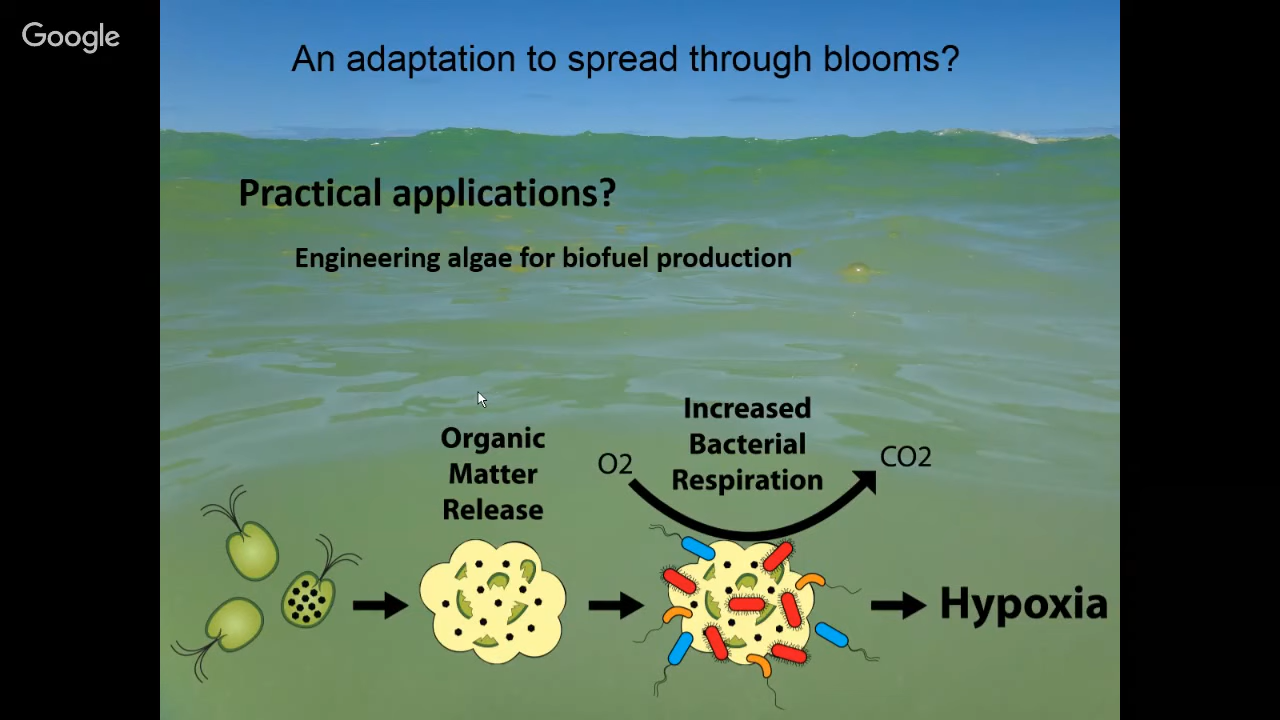 Google
An adaptation to spread through blooms?
Practical applications?
Engineering algae for biofuel production
Organic
Matter
Release
O2
Increased
Bacterial
Respiration
CO2
Hypoxia